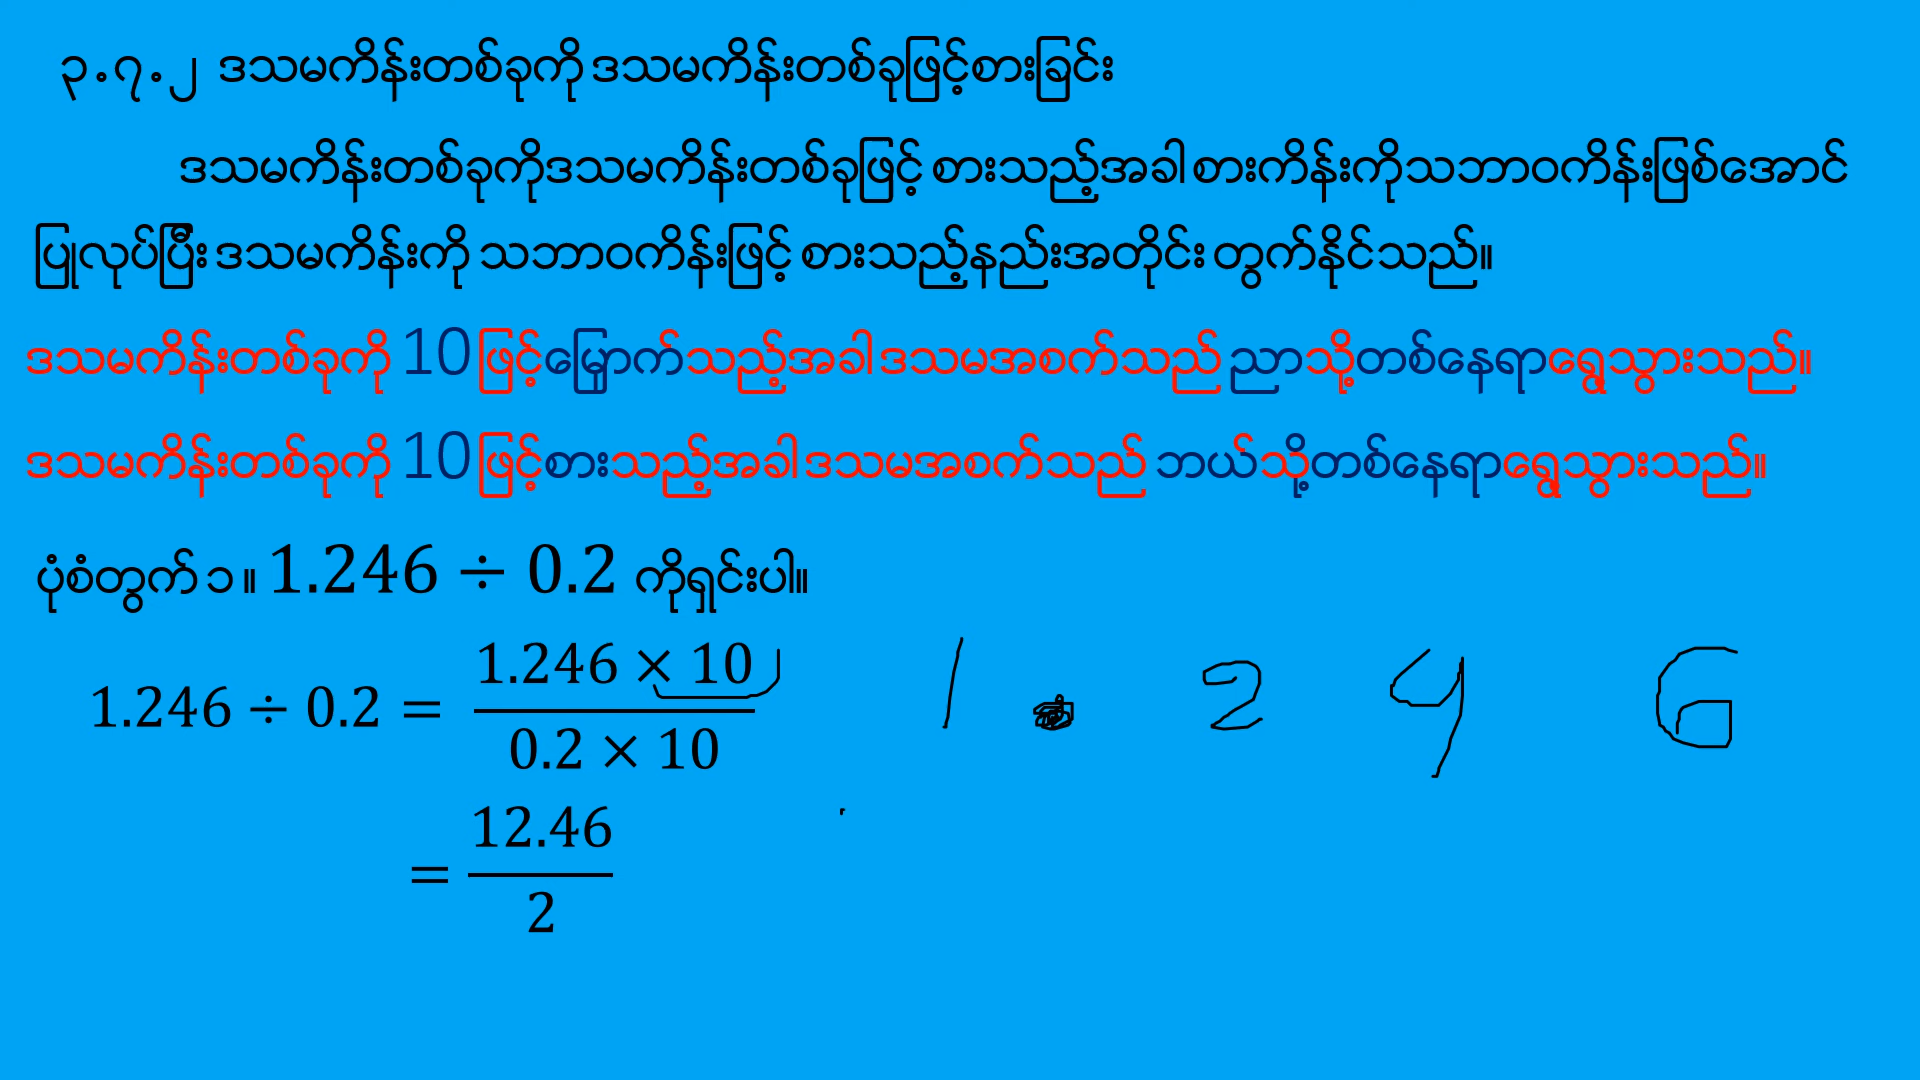 ၃.၇.၂ ဒသမကိန်းတစ်ခုကို ဒသမကိန်းတစ်ခုဖြင့်စားခြင်း
ဒသမကိန်းတစ်ခုကိုဒသမကိန်းတစ်ခုဖြင့် စားသည့်အခါ စားကိန်းကိုသဘာဝကိန်းဖြစ်အောင်
ပြုလုပ်ပြီး ဒသမကိန်းကို သဘာဝကိန်းဖြင့် စားသည့်နည်းအတိုင်း တွက်နိုင်သည်။
ဒသမကိန်းတစ်ခုကို 10 ဖြင့်မြှောက်သည့်အခါ ဒသမအစက်သည် ညာသို့တစ်နေရာရွေ့သွားသည်။
ဒသမကိန်းတစ်ခုကို 10 ဖြင့်စားသည့်အခါ ဒသမအစက်သည် ဘယ်သို့တစ်နေရာရွေ့သွားသည်။
ပုံစံတွက် ၁ ။ 1.246 ÷ 0.2 ကိုရှင်းပါ။
1.246 × 10
1.246 ÷ 0.2 =
0.2 × 10
1 . 2 4 6
12.46
=
2